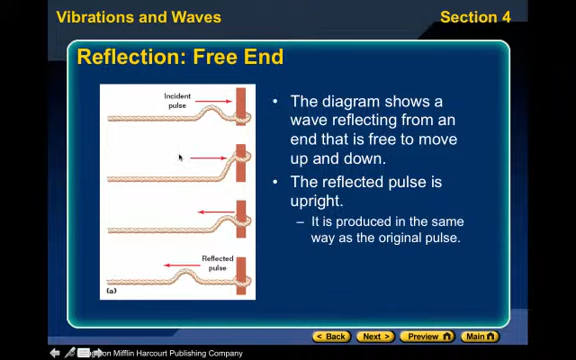 Vibrations and Waves
Section 4
Reflection: Free End
Incident
pulse
Reflected
pulse
(a)
• The diagram shows a
wave reflecting from an
end that is free to move
up and down.
• The reflected pulse is
upright.
– It is produced in the same
way as the original pulse.
Back
Next
Preview
Main
Mifflin Harcourt Publishing Company